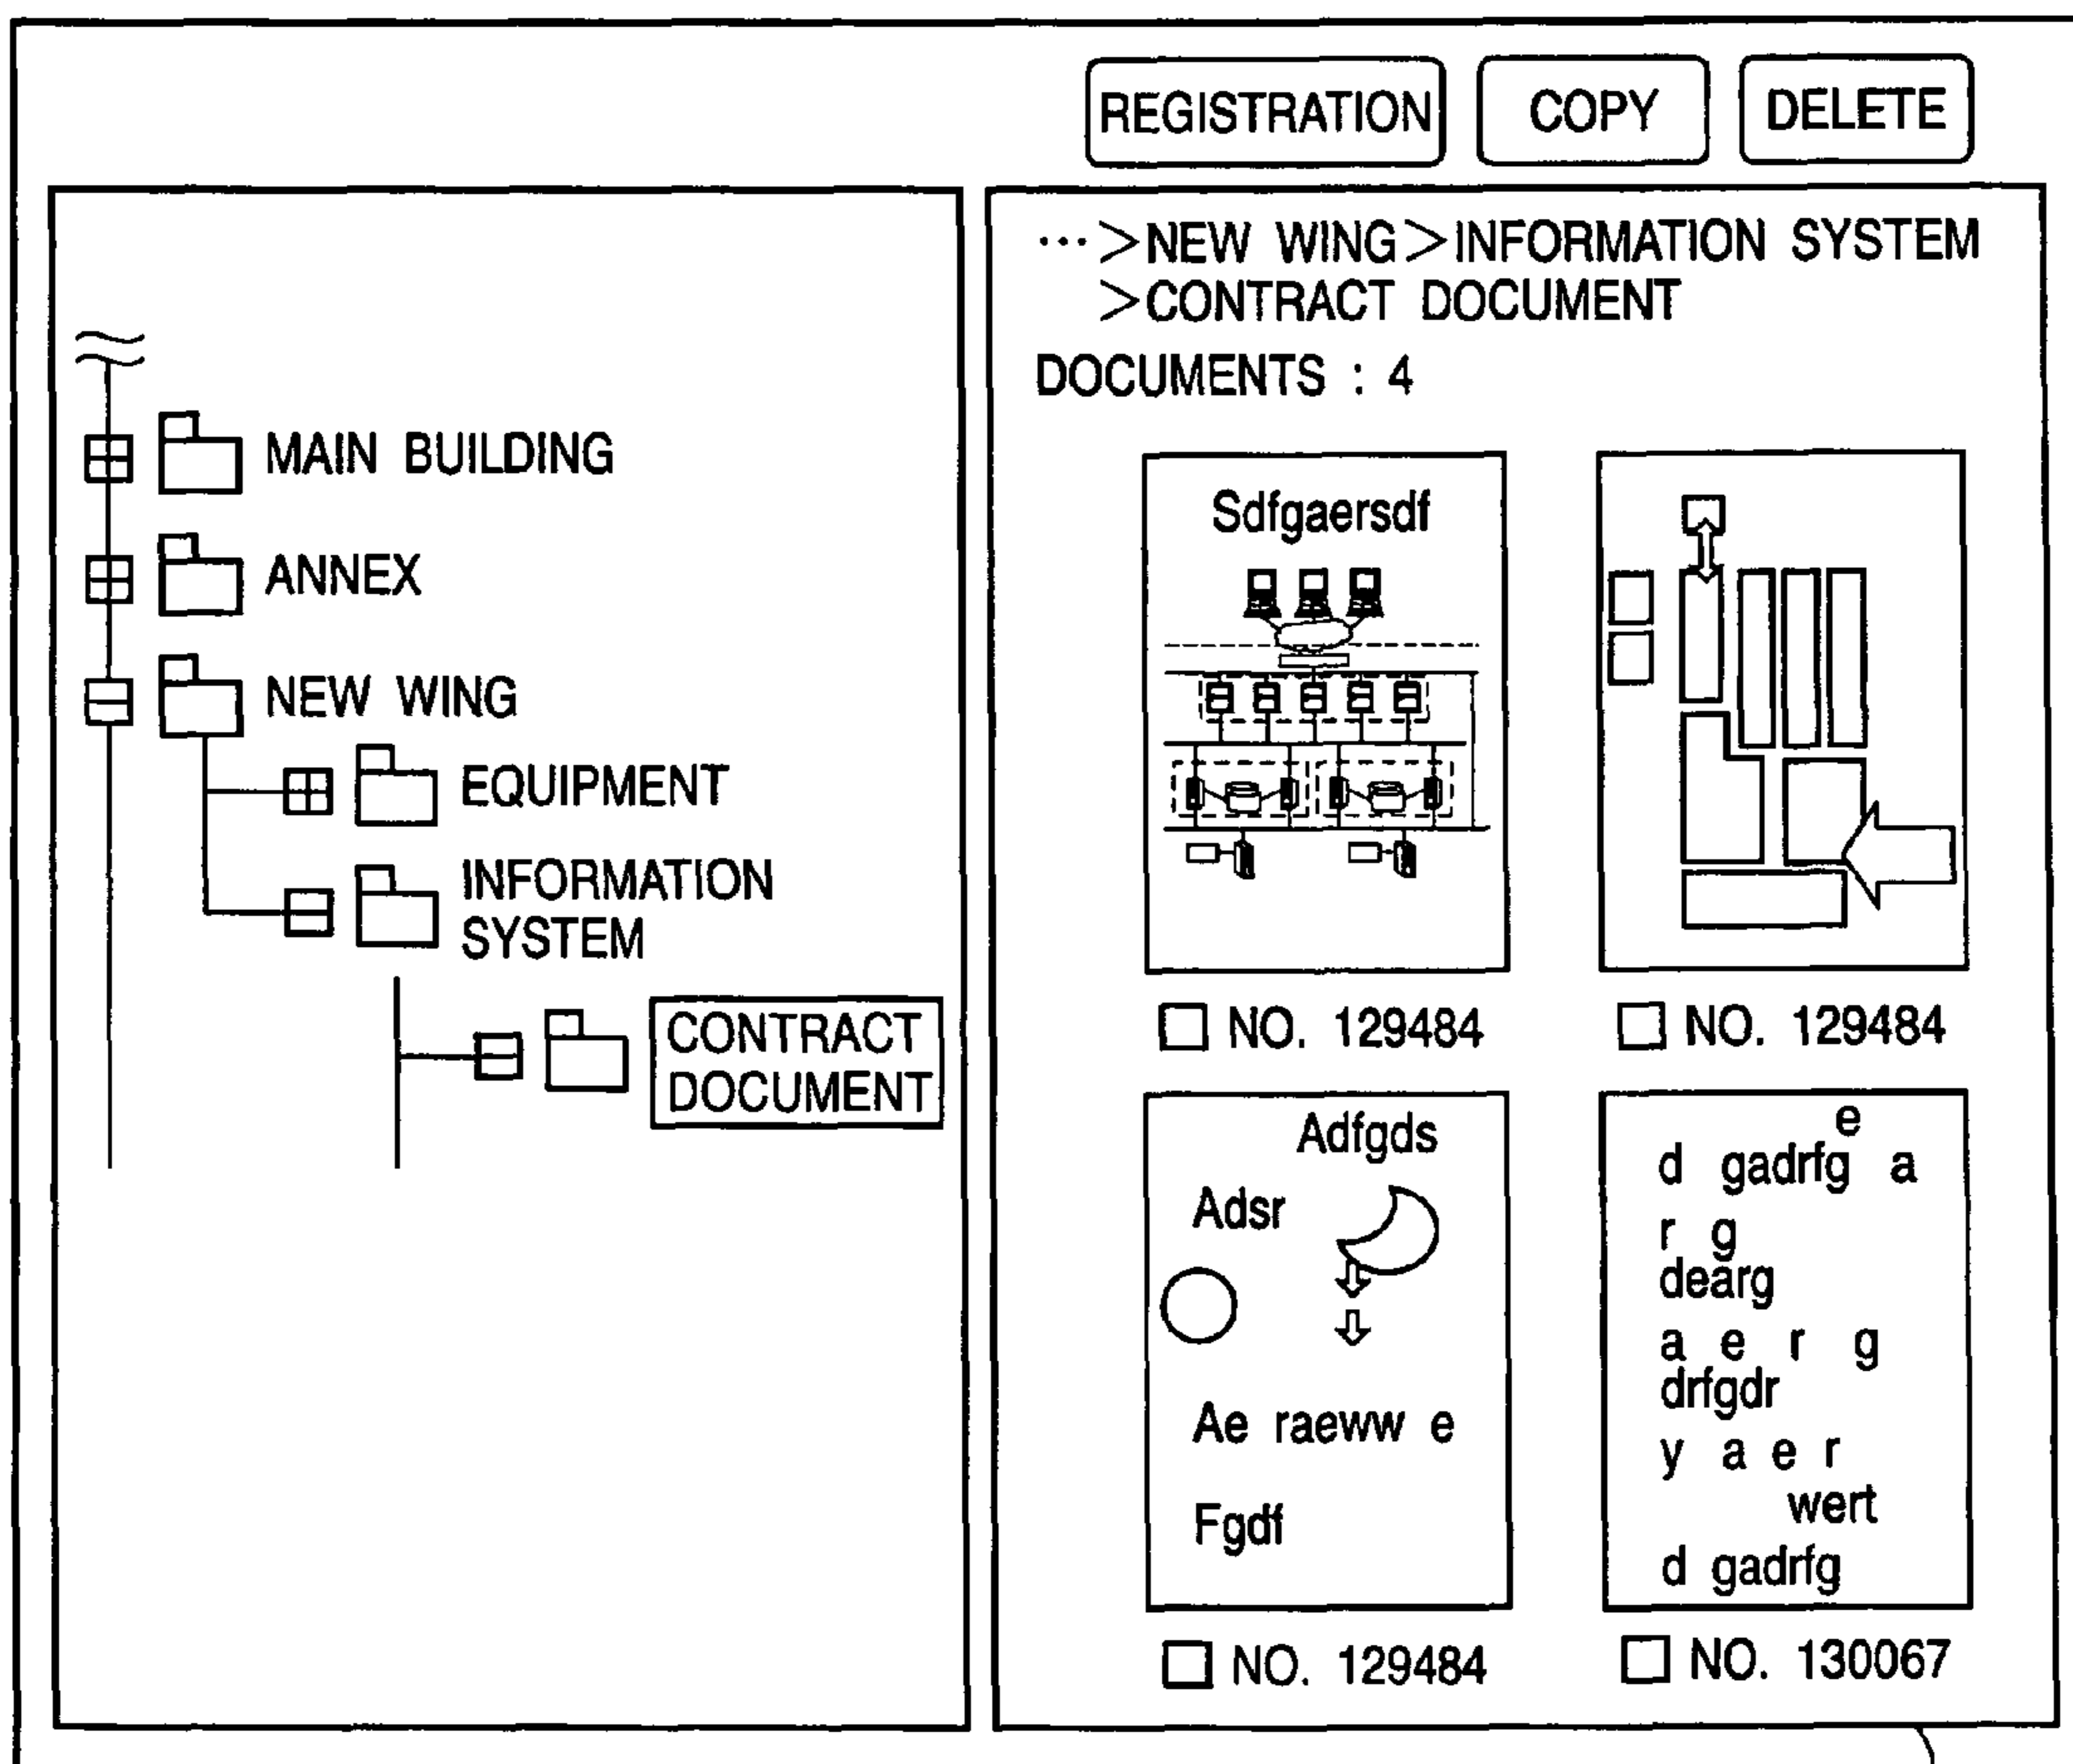 REGISTRATION COPY DELETE
MAIN BUILDING
ANNEX
NEW WING
EQUIPMENT
INFORMATION
SYSTEM
CONTRACT
DOCUMENT
… >NEW WING>INFORMATION SYSTEM
>CONTRACT DOCUMENT
DOCUMENTS : 4
Sdfgaersdf
NO. 129484
NO. 129484
Adfgds
Adsr
Ae raeww e
Fgdf
NO. 129484
e
d gadrfg a
r g
dearg
a e r g
drfgdr
y a e r
wert
d gadrfg
NO. 130067